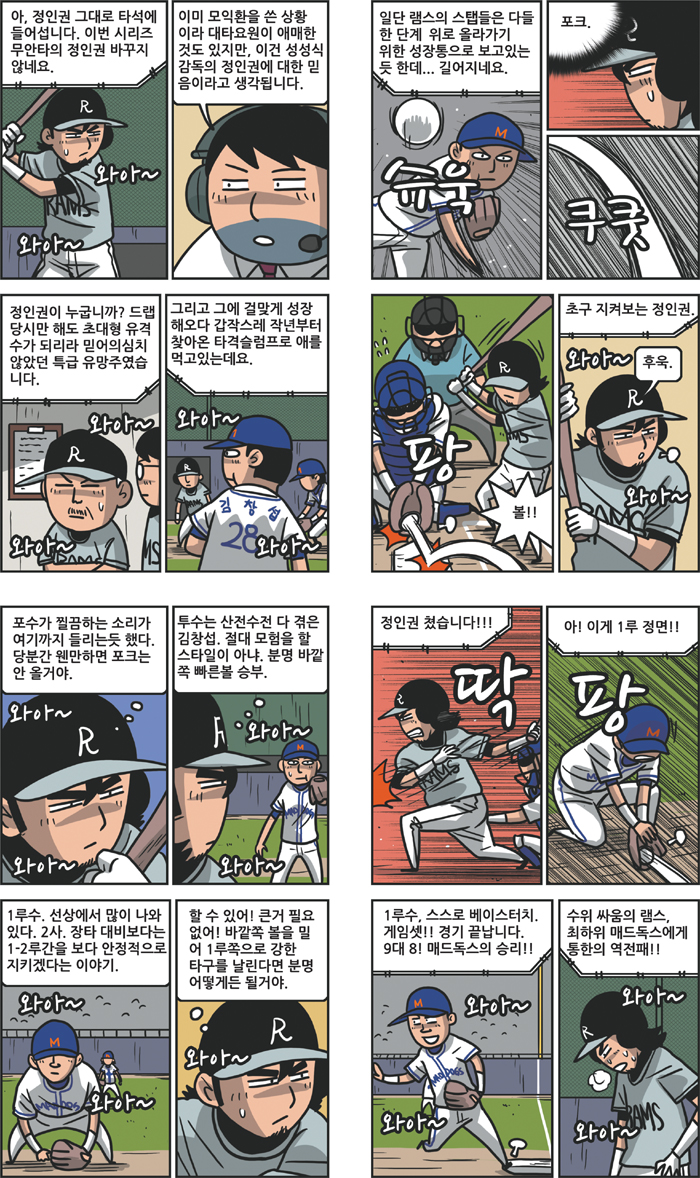 아, 정인권 그대로 타석에
들어섭니다. 이번 시리즈
무안타의 정인권 바꾸지
않네요.
R
와아~
RAMS
와아~
이미 모익환을 쓴 상황
이라 대타요원이 애매한
것도 있지만, 이건 성성식
감독의 정인권에 대한 믿
음이라고 생각됩니다.
정인권이 누굽니까? 드랩
당시만 해도 초대형 유격
수가 되리라 믿어의심치
않았던 특급 유망주였습
니다.
와아~
R
와아~
그리고 그에 걸맞게 성장
해오다 갑작스레 작년부터
찾아온 타격슬럼프로 애를
먹고있는데요.
와아~
R
김창섭
28
와아~
일단 램스의 스탭들은 다들
한 단계 위로 올라가기
위한 성장통으로 보고있는
듯 한데... 길어지네요.
M
슈욱
포크.
쿠쿳
R
팡
볼!!
초구 지켜보는 정인권.
와아~
후욱.
R
와아~
RAMS
포수가 찔끔하는 소리가
여기까지 들리는듯 했다.
당분간 웬만하면 포크는
안 올거야.
와아~
R
와아~
투수는 산전수전 다 겪은
김창섭. 절대 모험을 할
스타일이 아냐. 분명 바깥
쪽 빠른볼 승부.
와아~
R
M
MAD DOGS
와아~
1루수. 선상에서 많이 나와
있다. 2사. 장타 대비보다는
1-2루간을 보다 안정적으로
지키겠다는 이야기.
와아~
M
MAD DOGS
와아~
할 수 있어! 큰거 필요
없어! 바깥쪽 볼을 밀
어 1루쪽으로 강한
타구를 날린다면 분명
어떻게든 될거야.
와아~
R
와아~
정인권 쳤습니다!!!
딱
R
RAMS
아! 이게 1루 정면!!
팡
M
1루수, 스스로 베이스터치.
게임셋!! 경기 끝납니다.
9대 8! 매드독스의 승리!!
M
와아~
MAD DOGS
와아~
수위 싸움의 램스,
최하위 매드독스에게
통한의 역전패!!
와아~
R
RAMS
와아~